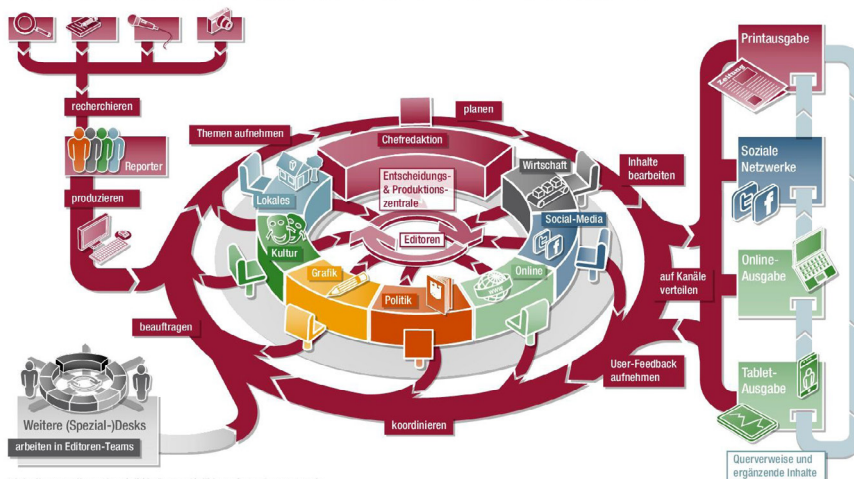 recherchieren
Reporter
produzieren
beauftragen
Weitere (Spezial-)Desks
arbeiten in Editoren-Teams
Themen aufnehmen
planen
Chefredaktion
Entscheidungs-
& Produktions-
zentrale
Editoren
Lokales
Kultur
Grafik
Politik
Online
WWW
Social-Media
Wirtschaft
koordinieren
Inhalte
bearbeiten
auf Kanäle
verteilen
User-Feedback
aufnehmen
Printausgabe
Zeitung
Soziale
Netzwerke
Online-
Ausgabe
Tablet-
Ausgabe
Querverweise und
ergänzende Inhalte